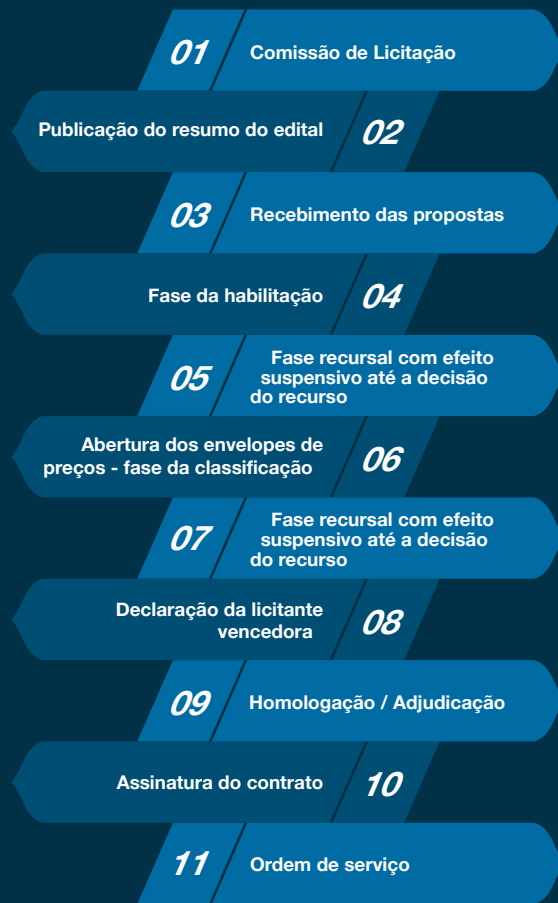 01
Comissão de Licitação
Publicação do resumo do edital
02
03
Recebimento das propostas
Fase da habilitação
04
05
Fase recursal com efeito
suspensivo até a decisão
do recurso
Abertura dos envelopes de
preços - fase da classificação
06
07
Fase recursal com efeito
suspensivo até a decisão
do recurso
Declaração da licitante
vencedora
08
09
Homologação / Adjudicação
Assinatura do contrato
10
11
Ordem de serviço